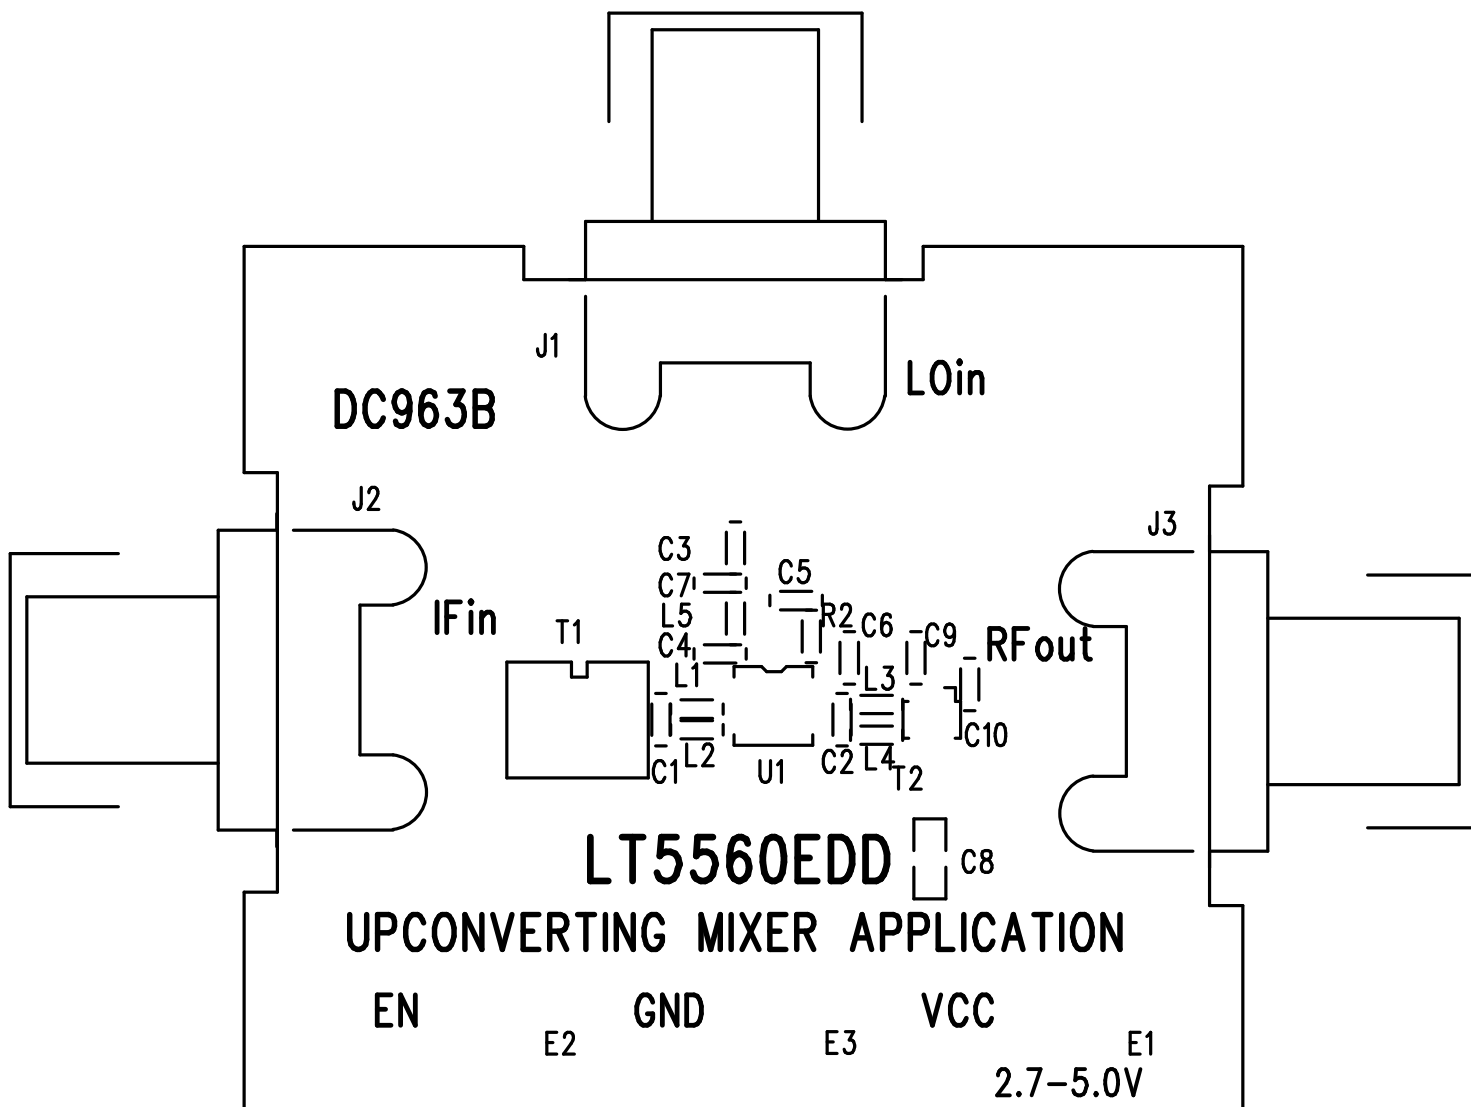 J1
LOin
DC963B
J2
J3
C3
C7
C5
L5
R2
C6
C9
IFin
T1
C4
RFout
L1
L3
C10
C1
L2
U1
C2
L4
T2
LT5560EDD
C8
UPCONVERTING MIXER APPLICATION
EN
GND
VCC
E2
E3
E1
2.7-5.0V